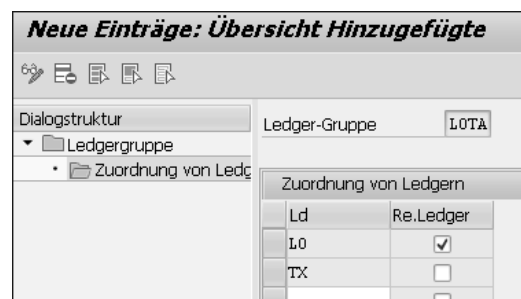 Neue Einträge: Übersicht Hinzugefügte
Dialogstruktur
Ledgergruppe
Zuordnung von Ledg
Ledger-Gruppe L0TA
Zuordnung von Ledgern
Ld Re.Ledger
L0
TX